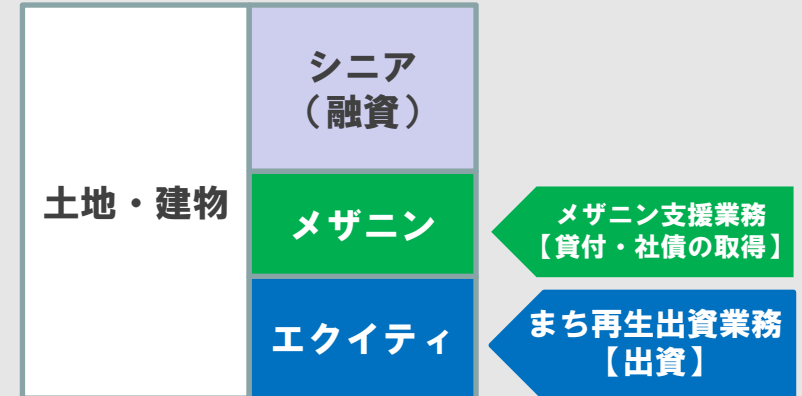 土地・建物
シニア
（融資）
メザニン
エクイティ
メザニン支援業務
【貸付・社債の取得】
まち再生出資業務
【出資】